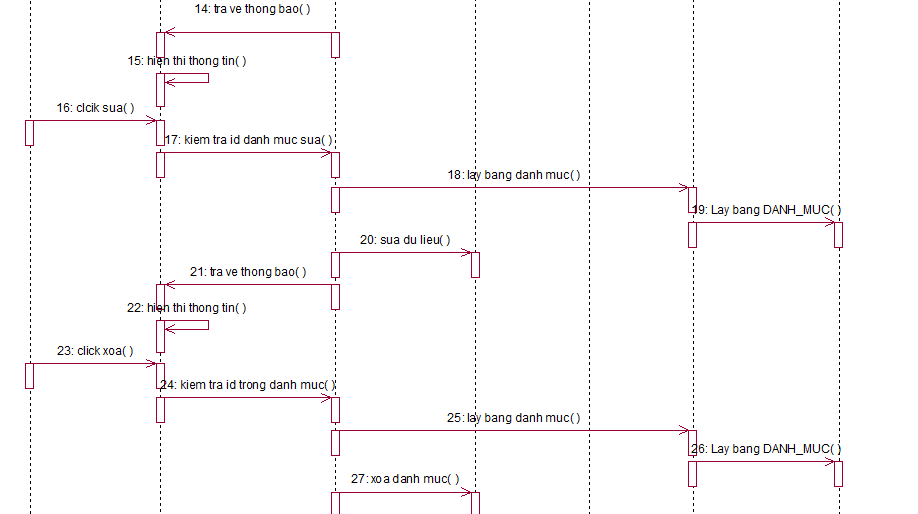 14: tra ve thong bao( )
15: hien thi thong tin( )
16: clcik sua( )
17: kiem tra id danh muc sua( )
18: lay bang danh muc( )
19: Lay bang DANH_MUC( )
20: sua du lieu( )
21: tra ve thong bao( )
22: hien thi thong tin( )
23: click xoa( )
24: kiem tra id trong danh muc( )
25: lay bang danh muc( )
26: Lay bang DANH_MUC( )
27: xoa danh muc( )